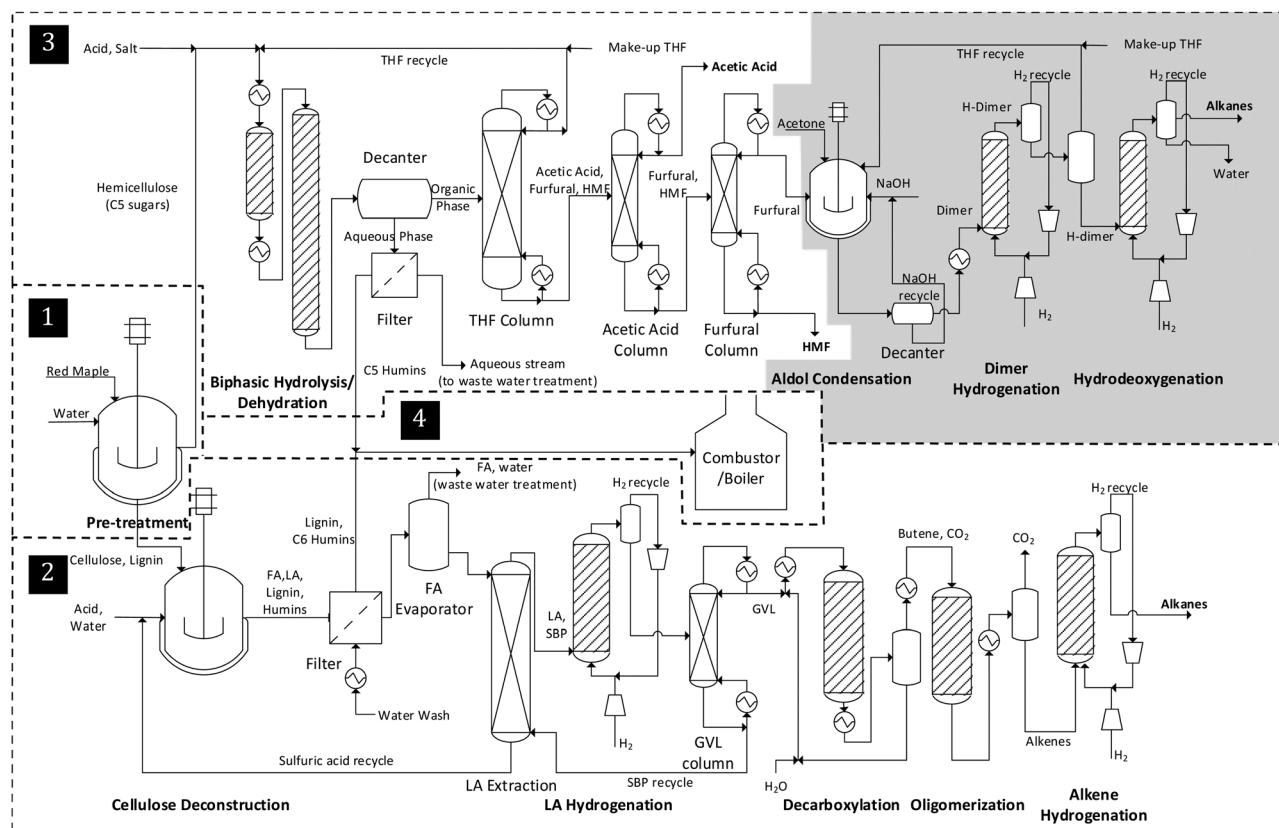 3
Acid, Salt
THF recycle
Make-up THF
Acetic Acid
THF recycle
Make-up THF
H₂ recycle
H₂ recycle
H-Dimer
Alkanes
Acetone
Water
Decanter
Organic
Phase
Acetic Acid,
Furfural, HMF
Furfural,
HMF
Furfural
NaOH
Dimer
H-dimer
Hemicellulose
(C5 sugars)
Aqueous Phase
NaOH
recycle
Filter
THF Column
Acetic Acid
Column
Furfural
Column
HMF
Decanter
H₂
H₂
Biphasic Hydrolysis/
Dehydration
C5 Humins
Aqueous stream
(to waste water treatment)
Aldol Condensation
Dimer
Hydrogenation
Hydrodeoxygenation
1
Red Maple
Water
Pre-treatment
4
Combustor
/Boiler
FA, water
(waste water treatment)
H₂ recycle
H₂ recycle
Lignin,
C6 Humins
2
Cellulose, Lignin
Acid,
Water
FA,LA,
Lignin,
Humins
FA
Evaporator
Filter
Water Wash
LA,
SBP
GVL
Butene, CO₂
CO₂
Alkanes
H₂
GVL
column
Alkenes
H₂
Sulfuric acid recycle
LA Extraction
SBP recycle
H₂O
Cellulose Deconstruction
LA Hydrogenation
Decarboxylation
Oligomerization
Alkene
Hydrogenation